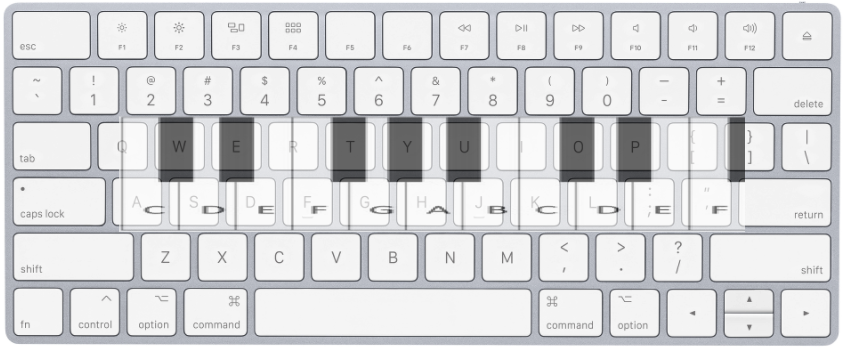 esc F1 F2 F3 F4 F5 F6 F7 F8 F9 F10 F11 F12
~ ! @ # $ % ^ & * ( ) — +
` 1 2 3 4 5 6 7 8 9 0 - = delete
tab Q W E R T Y U I O P { [ } ] | \
caps lock A S D F G H J K L : ; " ' return
C D E F G A B C D E F
shift Z X C V B N M < , > . ? / shift
fn control option command command option